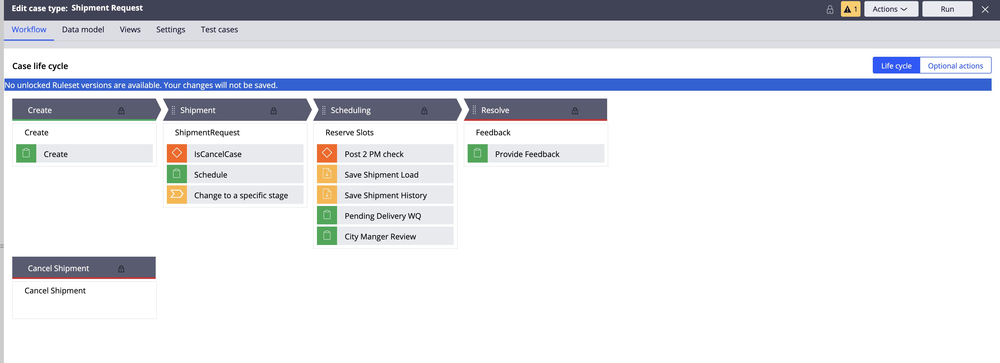 Edit case type: Shipment Request
1
Actions
Run
Workflow
Data model
Views
Settings
Test cases
Case life cycle
Life cycle
Optional actions
No unlocked Ruleset versions are available. Your changes will not be saved.
Create
Shipment
Scheduling
Resolve
Create
Create
ShipmentRequest
IsCancelCase
Schedule
Change to a specific stage
Reserve Slots
Post 2 PM check
Save Shipment Load
Save Shipment History
Pending Delivery WQ
City Manger Review
Feedback
Provide Feedback
Cancel Shipment
Cancel Shipment